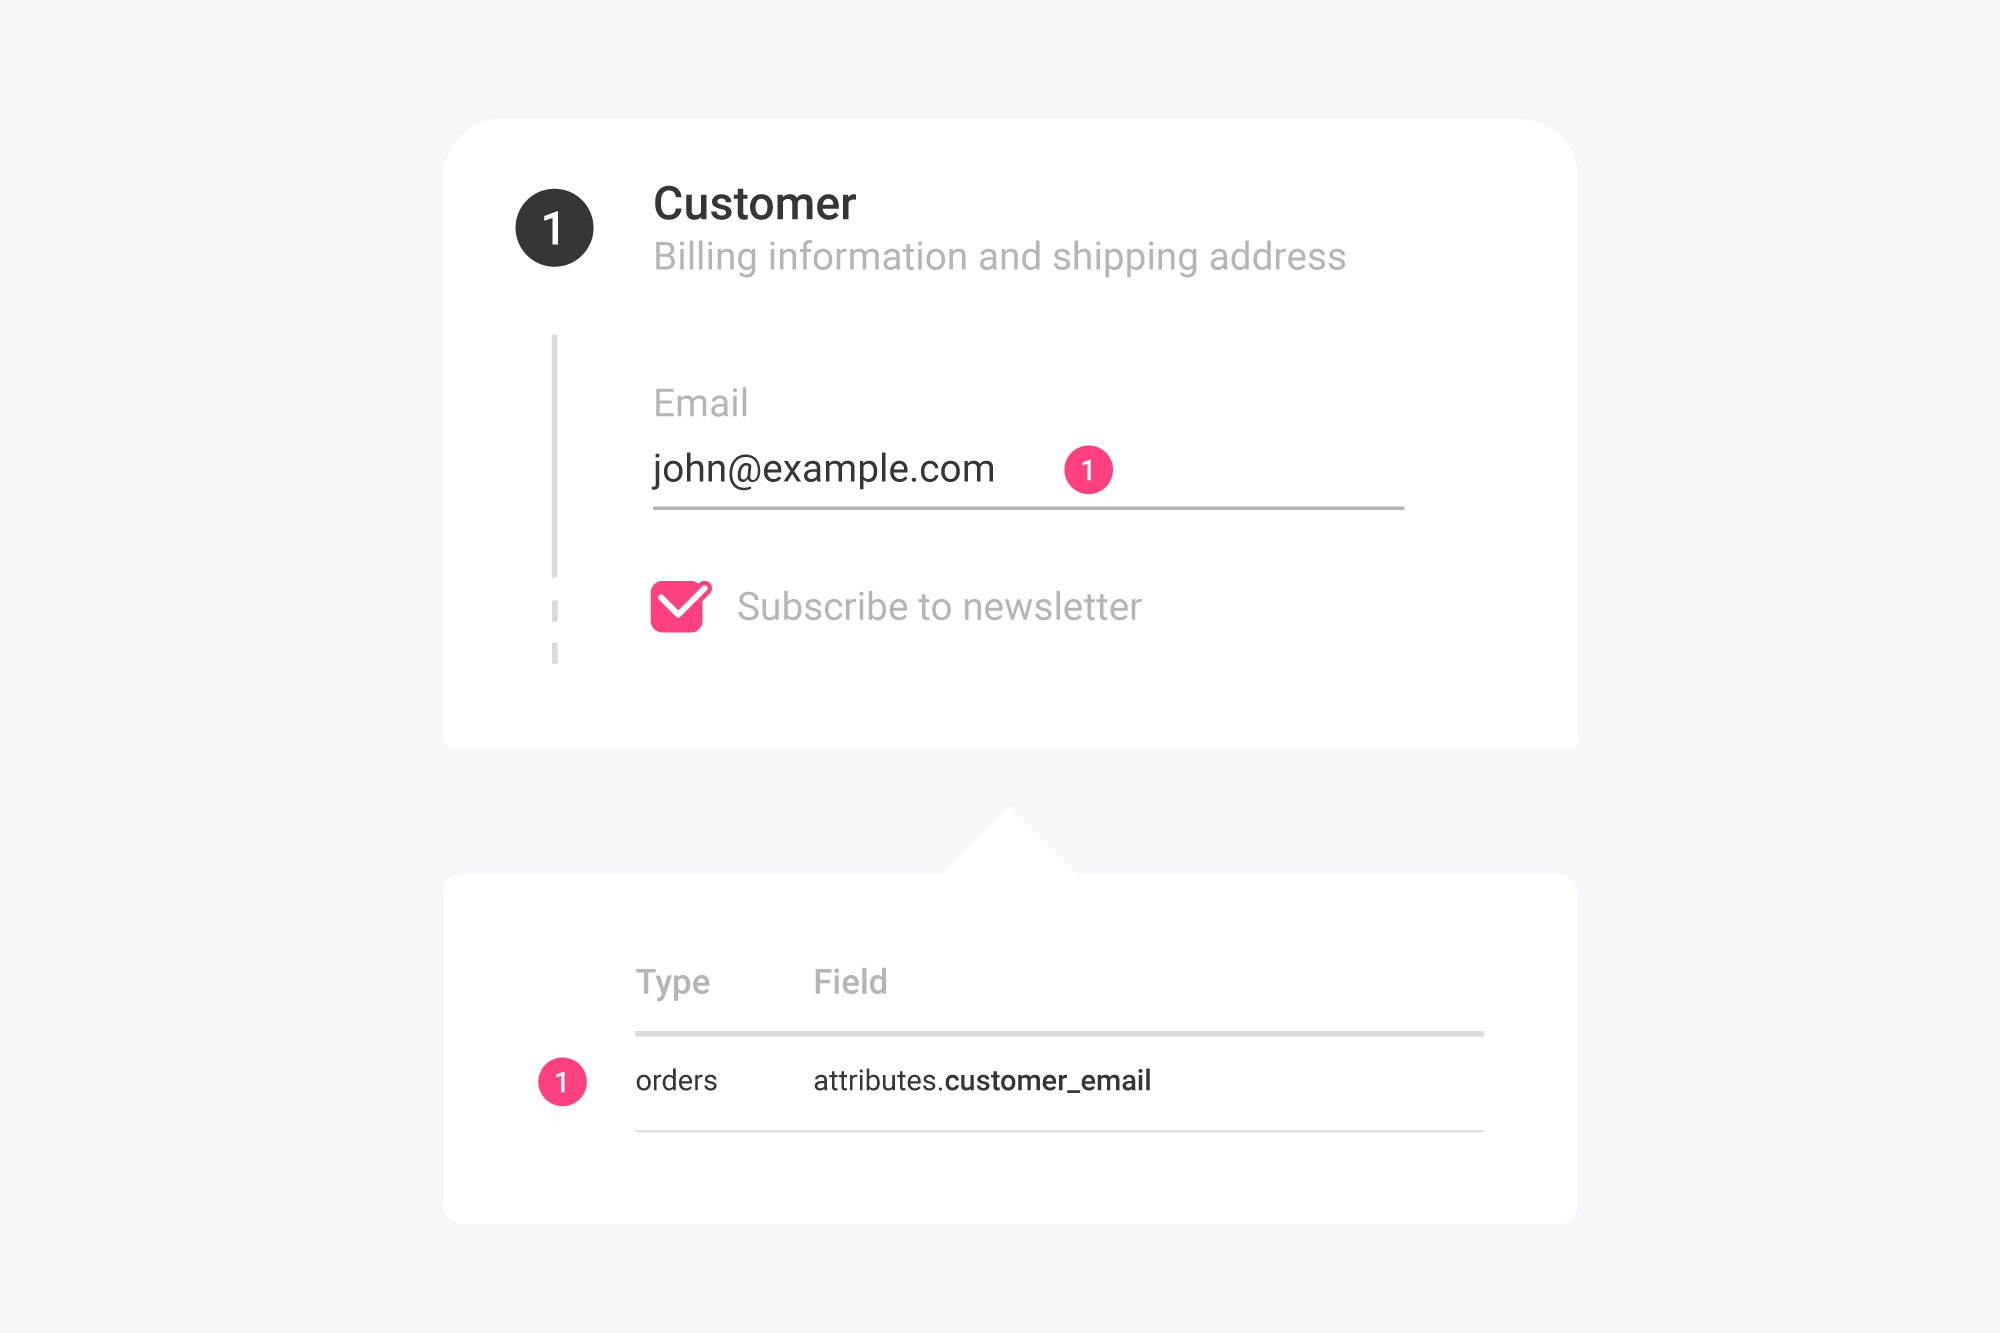 1
Customer
Billing information and shipping address
Email
john@example.com 1
Subscribe to newsletter
Type Field
1 orders attributes.customer_email